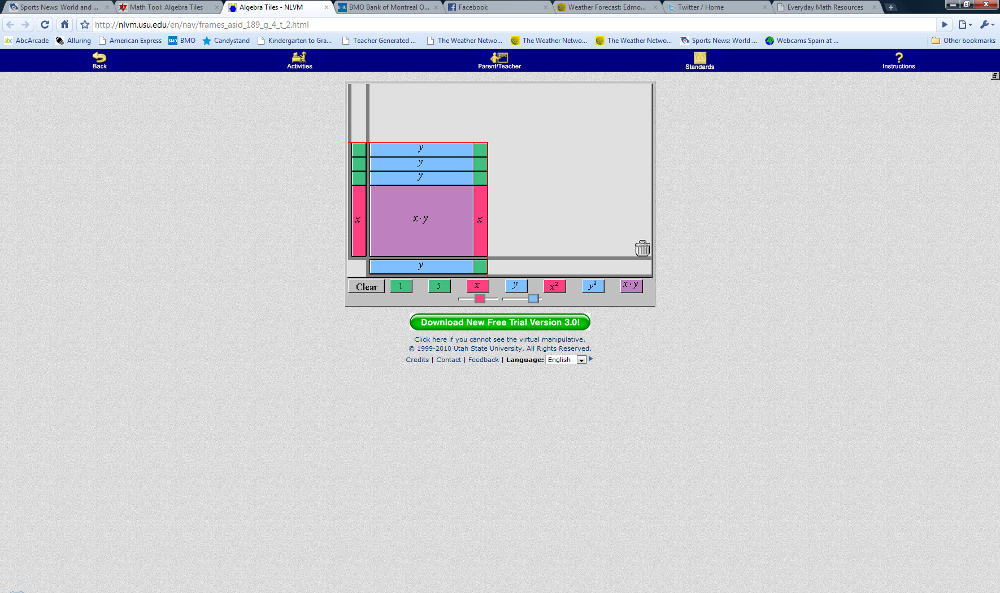 Sports News: World and ... Math Tool: Algebra Tiles Algebra Tiles - NLVM BMO BMO Bank of Montreal O... Facebook Weather Forecast: Edmo... Twitter / Home Everyday Math Resources
http://nlvm.usu.edu/en/nav/frames_asid_189_g_4_t_2.html
abc AbcArcade Alluring American Express BMO BMO Candystand Kindergarten to Gra... Teacher Generated ... The Weather Netwo... The Weather Netwo... The Weather Netwo... Sports News: World ... Webcams Spain at ... Other bookmarks
Back Activities Parent/Teacher Standards Instructions
y
y
y
x x·y x
y
Clear 1 5 x y x² y² x·y
Download New Free Trial Version 3.0!
Click here if you cannot see the virtual manipulative.
© 1999-2010 Utah State University. All Rights Reserved.
Credits | Contact | Feedback | Language: English